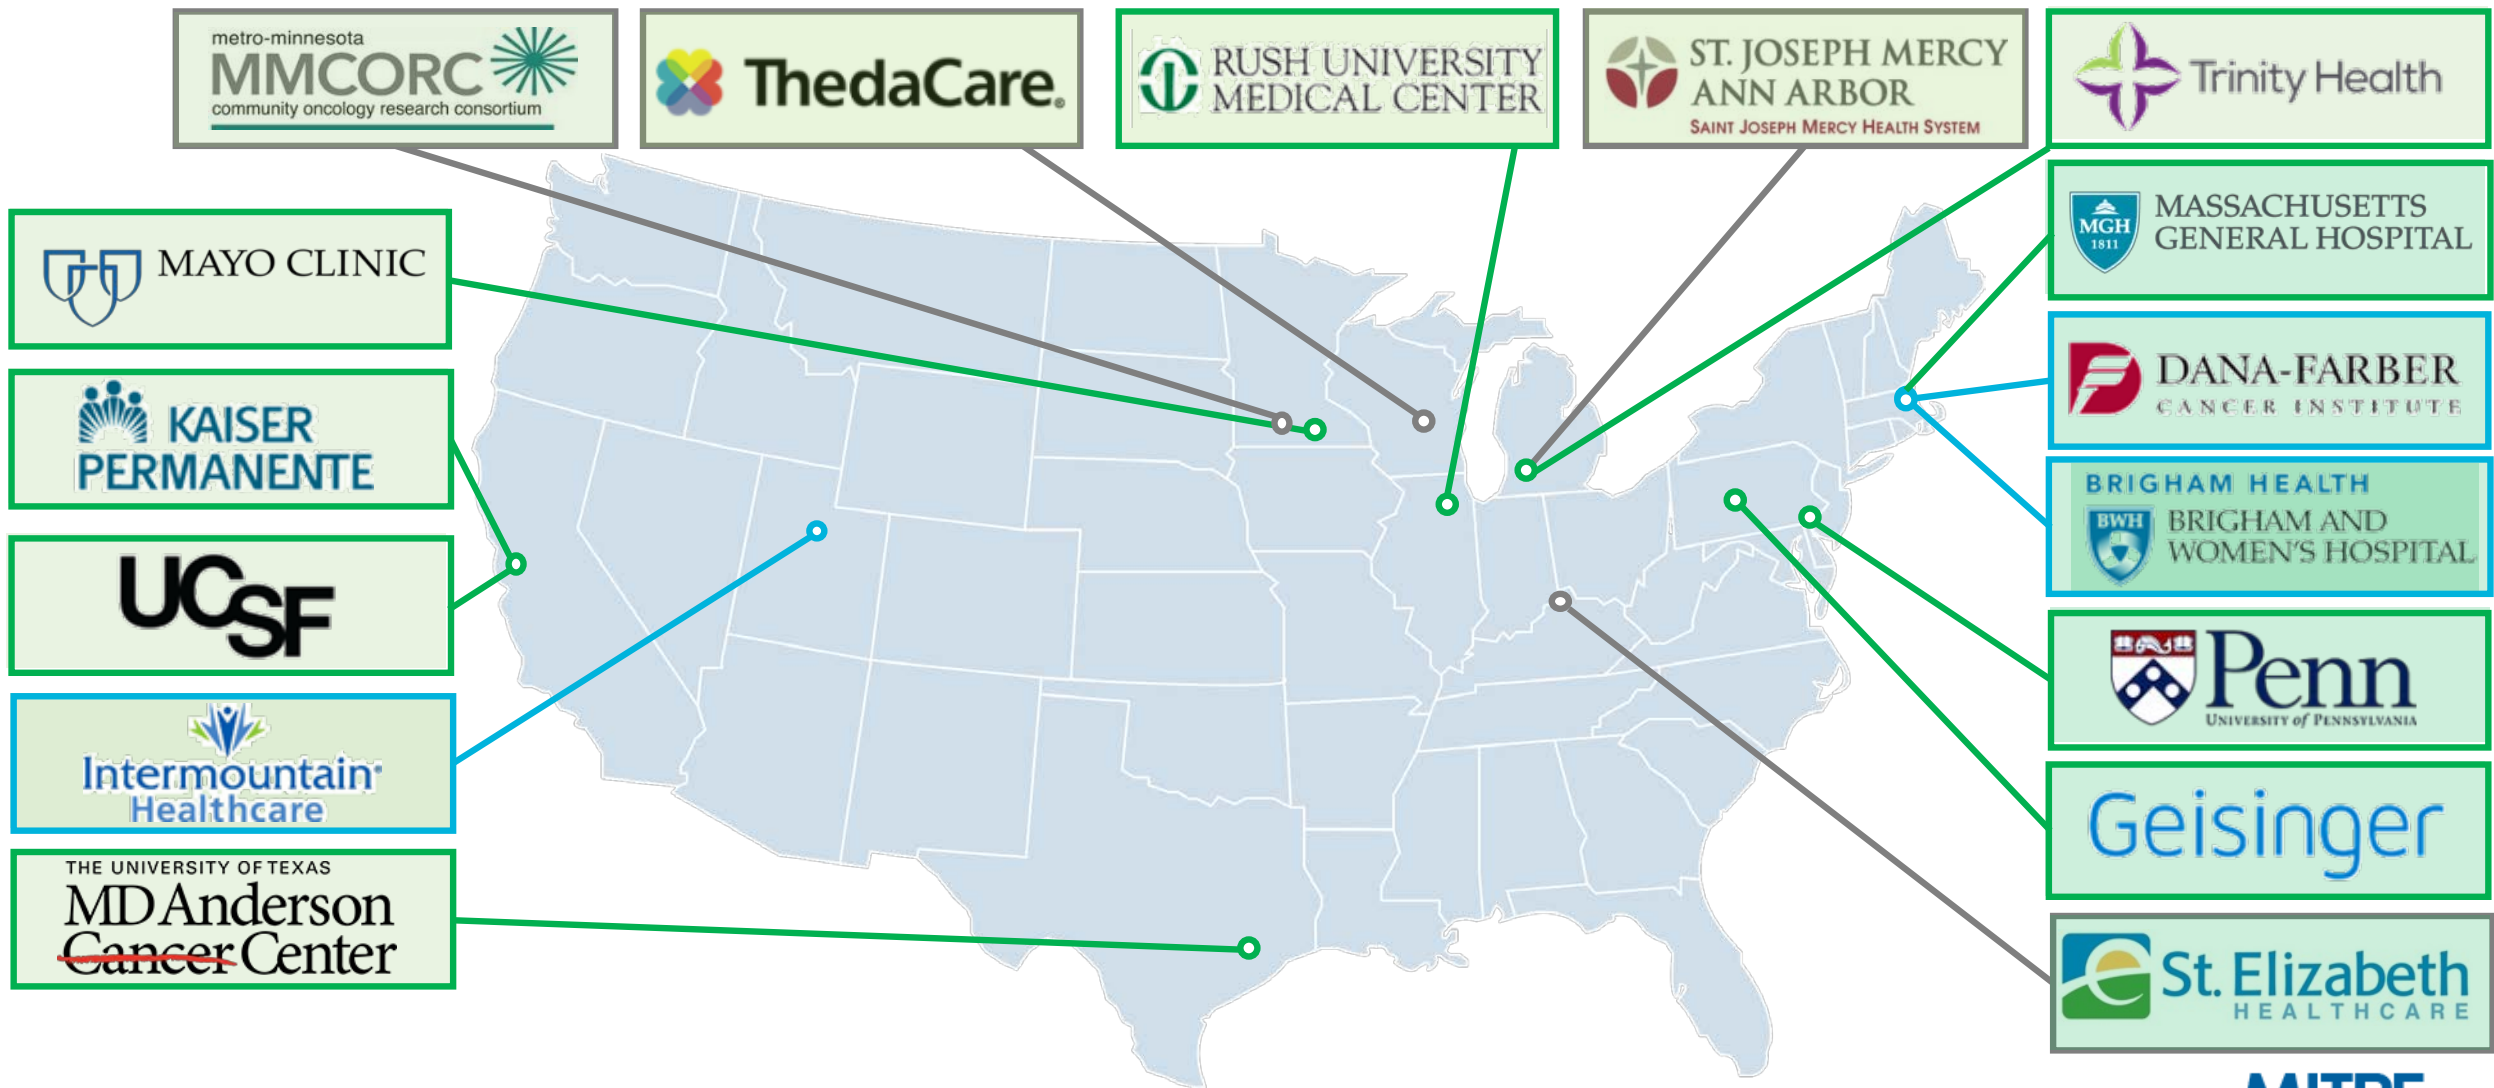 metro-minnesota
MMCORC
community oncology research consortium
ThedaCare®
RUSH UNIVERSITY
MEDICAL CENTER
ST. JOSEPH MERCY
ANN ARBOR
SAINT JOSEPH MERCY HEALTH SYSTEM
Trinity Health
MAYO CLINIC
MGH
1811
MASSACHUSETTS
GENERAL HOSPITAL
KAISER
PERMANENTE
DANA-FARBER
CANCER INSTITUTE
BRIGHAM HEALTH
BWH
BRIGHAM AND
WOMEN'S HOSPITAL
UCSF
Penn
UNIVERSITY of PENNSYLVANIA
Intermountain
Healthcare
Geisinger
THE UNIVERSITY OF TEXAS
MD Anderson
Cancer Center
St. Elizabeth
HEALTHCARE
MITRE